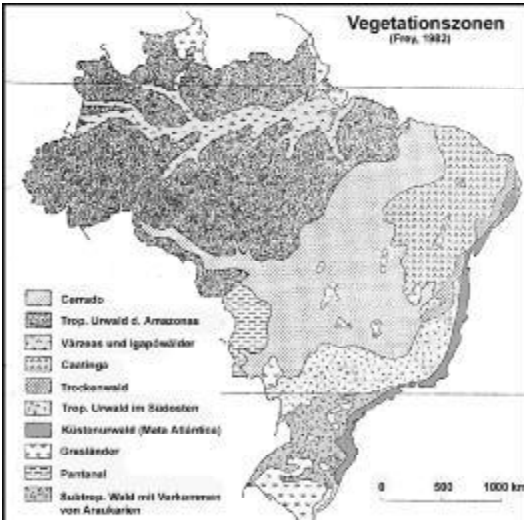 Vegetationszonen
(Frey, 1982)
Cerrado
Trop. Urwald d. Amazonas
Várzeas und Igapówälder
Caatinga
Trockenwald
Trop. Urwald im Südosten
Küstenurwald (Mata Atlântica)
Grasländer
Pantanal
Subtrop. Wald mit Vorkommen
von Araukarien
0 500 1000 km